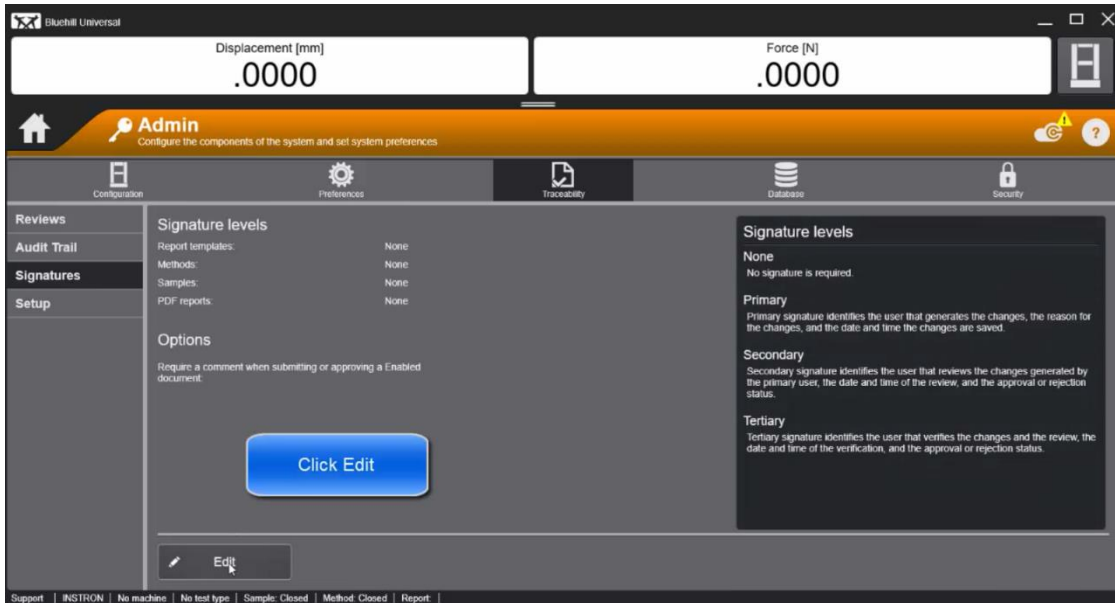 Bluehill Universal
Displacement [mm]
.0000
Force [N]
.0000
Admin
Configure the components of the system and set system preferences
?
Configuration
Preferences
Traceability
Database
Security
Reviews
Audit Trail
Signatures
Setup
Signature levels
Report templates: None
Methods: None
Samples: None
PDF reports: None
Options
Require a comment when submitting or approving a Enabled
document:
Click Edit
Edit
Signature levels
None
No signature is required.
Primary
Primary signature identifies the user that generates the changes, the reason for
the changes, and the date and time the changes are saved.
Secondary
Secondary signature identifies the user that reviews the changes generated by
the primary user, the date and time of the review, and the approval or rejection
status.
Tertiary
Tertiary signature identifies the user that verifies the changes and the review, the
date and time of the verification, and the approval or rejection status.
Support | INSTRON | No machine | No test type | Sample: Closed | Method: Closed | Report: |